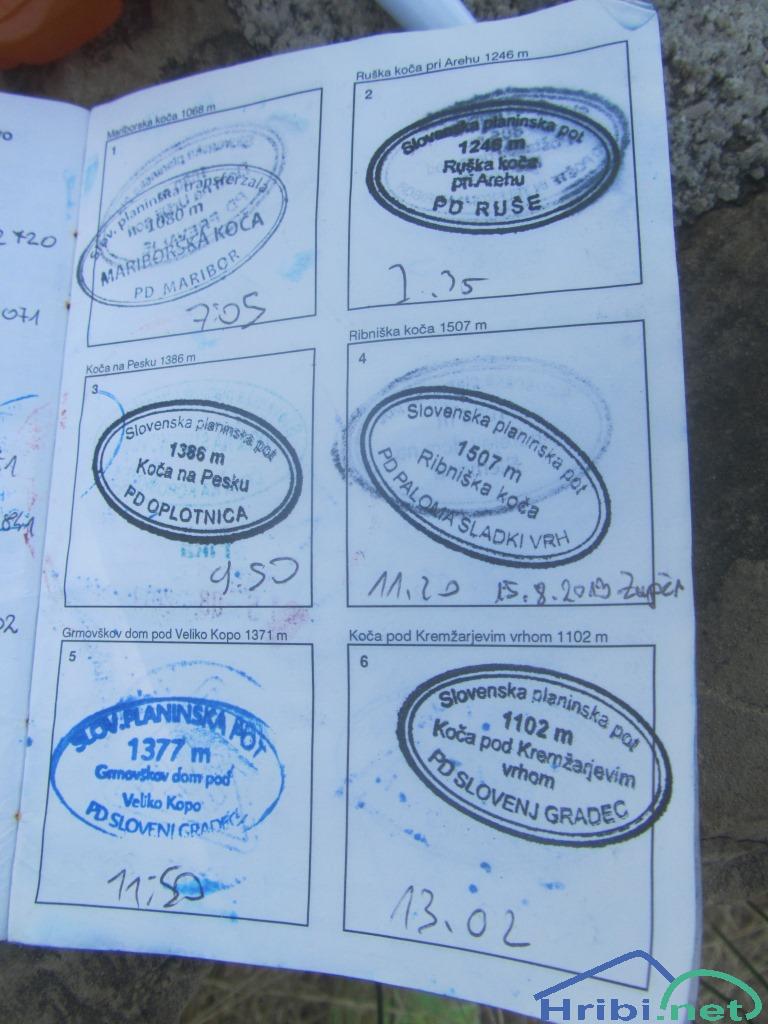 2720
071
02
Mariborska koča 1068 m
1
Slov. Planinska transferzala
1080 m
MARIBORSKA KOČA
PD MARIBOR
7:05
Ruška koča pri Arehu 1246 m
2
Slovenska planinska pot
1246 m
Ruška koča
pri Arehu
PD RUŠE
Koča na Pesku 1386 m
3
Slovenska planinska pot
1386 m
Koča na Pesku
PD OPLOTNICA
9.50
Ribniška koča 1507 m
4
Slovenska planinska pot
1507 m
Ribniška koča
PD PALOMA SLADKI VRH
11.20 15.8.2019
Grmovškov dom pod Veliko Kopo 1371 m
5
SLOV.PLANINSKA POT
1377 m
Grmovškov dom pod
Veliko Kopo
PD SLOVENJ GRADEC
11:50
Koča pod Kremžarjevim vrhom 1102 m
6
Slovenska planinska pot
1102 m
Koča pod Kremžarjevim
vrhom
PD SLOVENJ GRADEC
13.02
Hribi.net